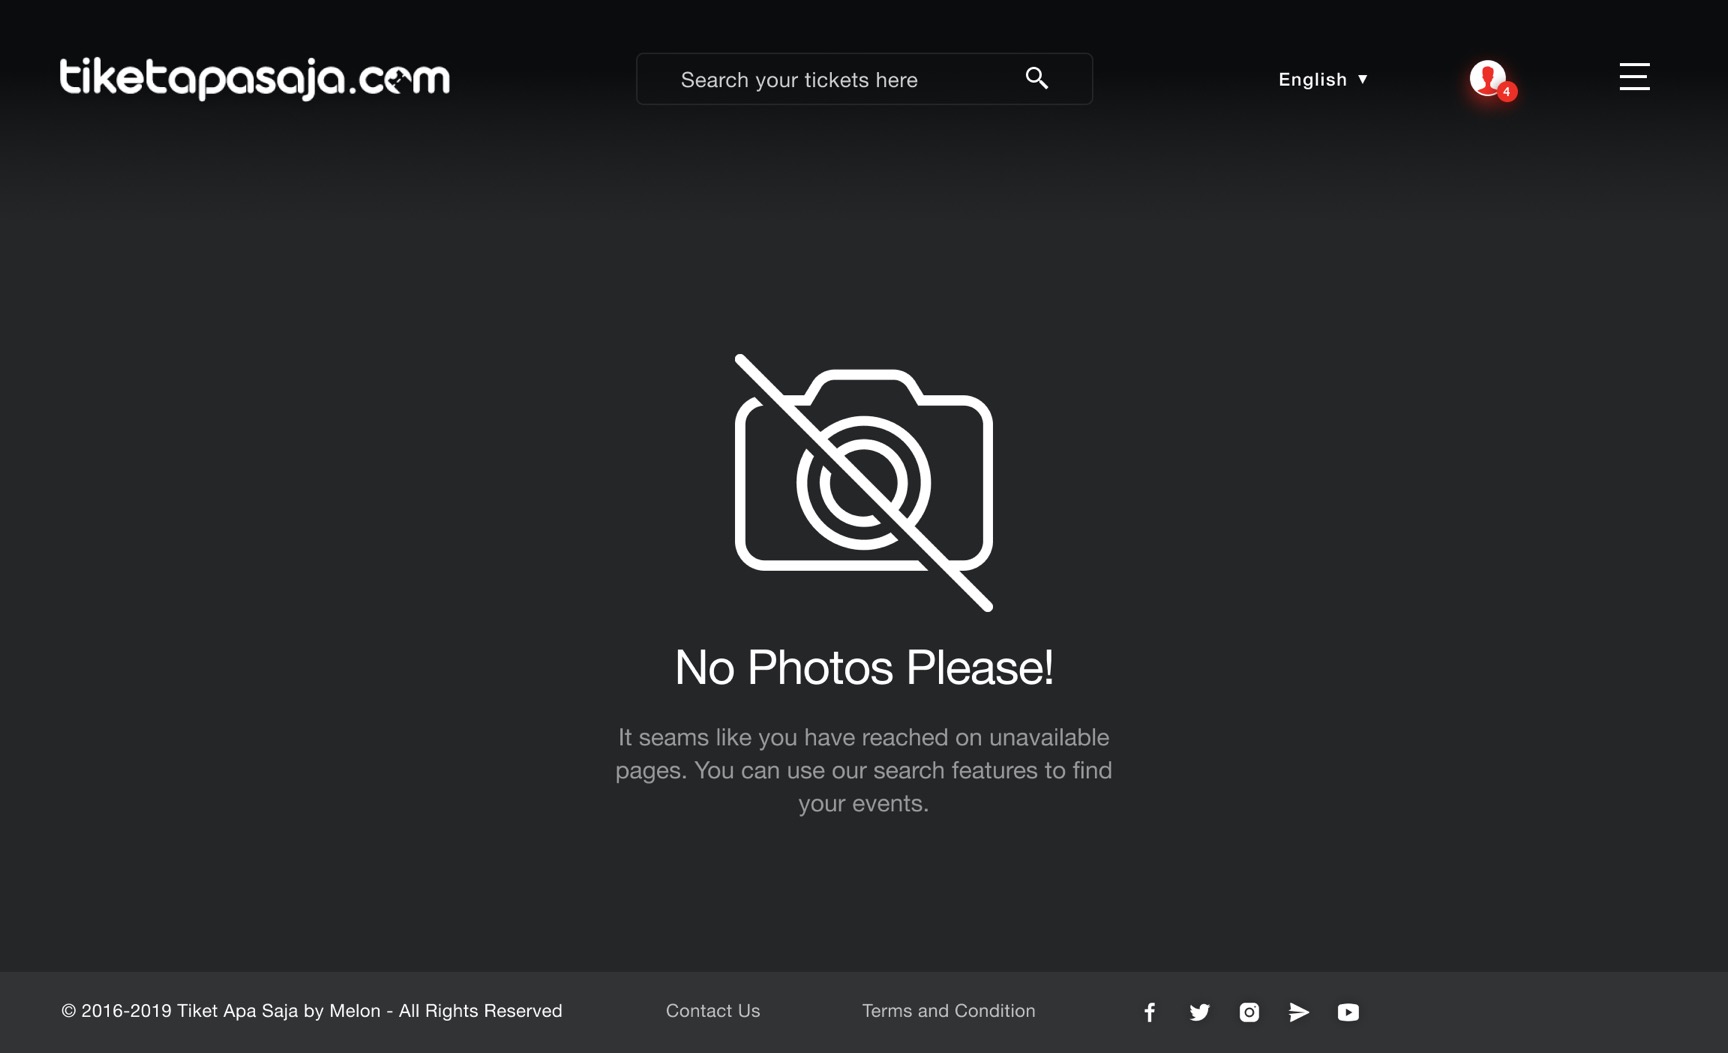 tiketapasaja.com
Search your tickets here
English
4
No Photos Please!
It seams like you have reached on unavailable
pages. You can use our search features to find
your events.
© 2016-2019 Tiket Apa Saja by Melon - All Rights Reserved
Contact Us
Terms and Condition